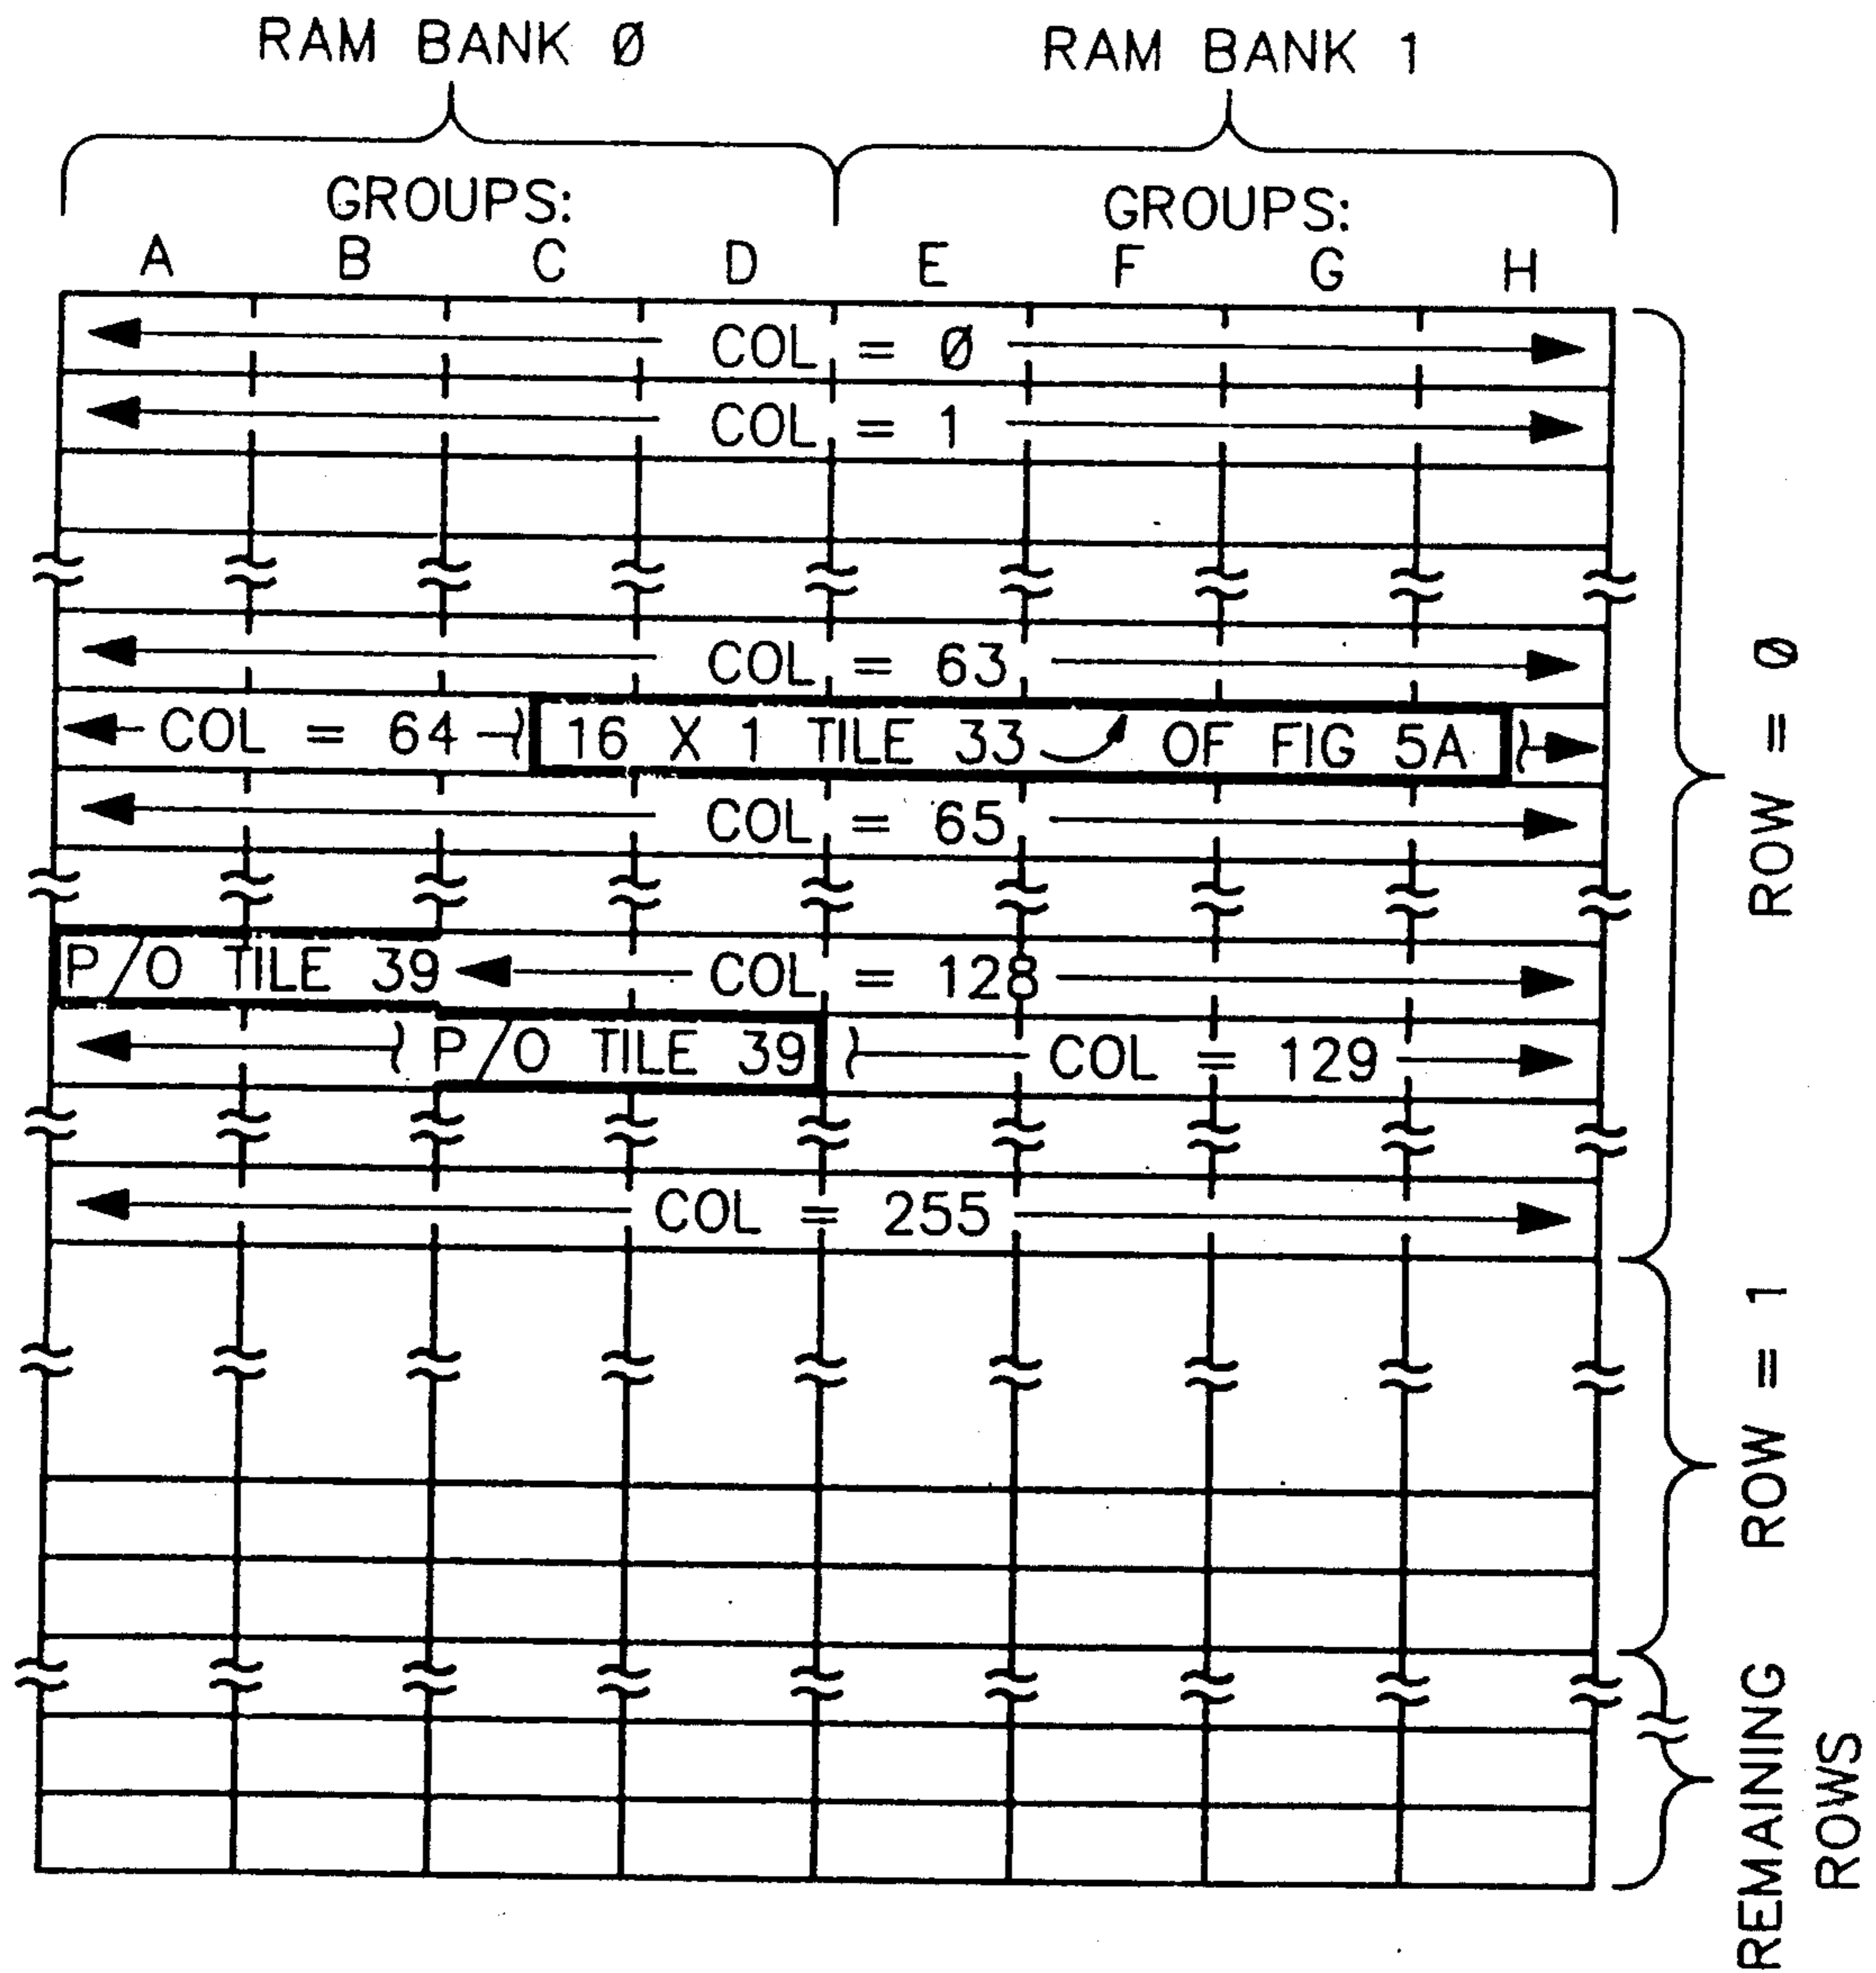 RAM BANK Ø RAM BANK 1
GROUPS: GROUPS:
A B C D E F G H
COL = Ø
COL = 1
COL = 63
COL = 64 16 X 1 TILE 33 OF FIG 5A
COL = 65
P/O TILE 39 COL = 128
P/O TILE 39 COL = 129
COL = 255
ROW = Ø
ROW = 1
REMAINING
ROWS